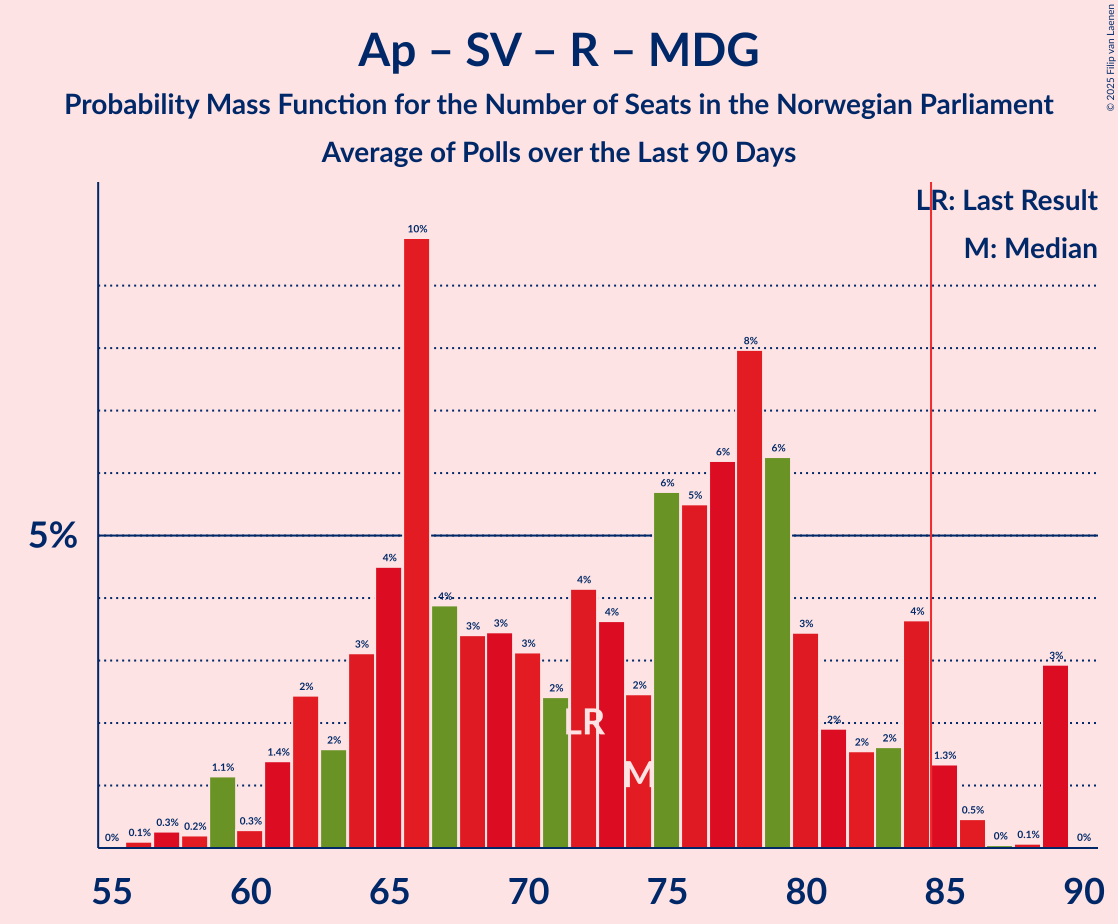 Ap – SV – R – MDG
Probability Mass Function for the Number of Seats in the Norwegian Parliament
Average of Polls over the Last 90 Days
© 2025 Filip van Laenen
LR: Last Result
M: Median
5%
0% 0.1% 0.3% 0.2% 1.1% 0.3% 1.4% 2% 2% 3% 4% 10% 4% 3% 3% 3% 2% 4% 4% 2% 6% 5% 6% 8% 6% 3% 2% 2% 2% 4% 1.3% 0.5% 0% 0.1% 3% 0%
LR
M
55 60 65 70 75 80 85 90